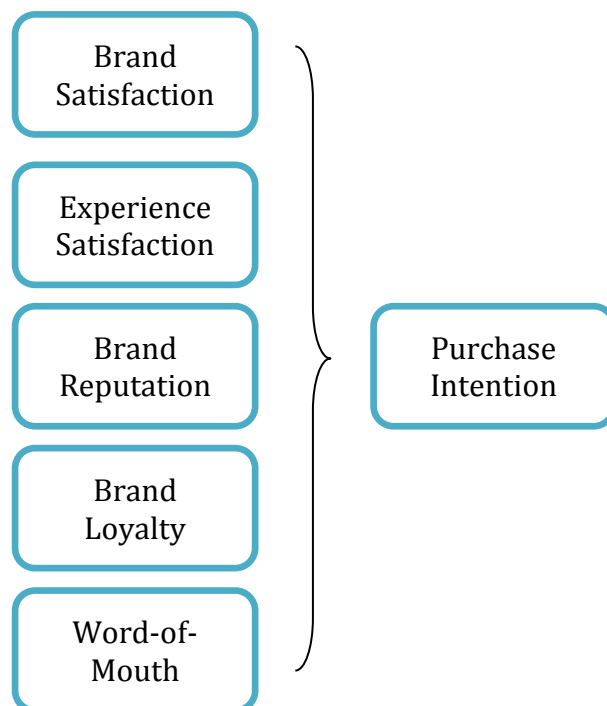 Brand
Satisfaction
Experience
Satisfaction
Brand
Reputation
Purchase
Intention
Brand
Loyalty
Word-of-
Mouth